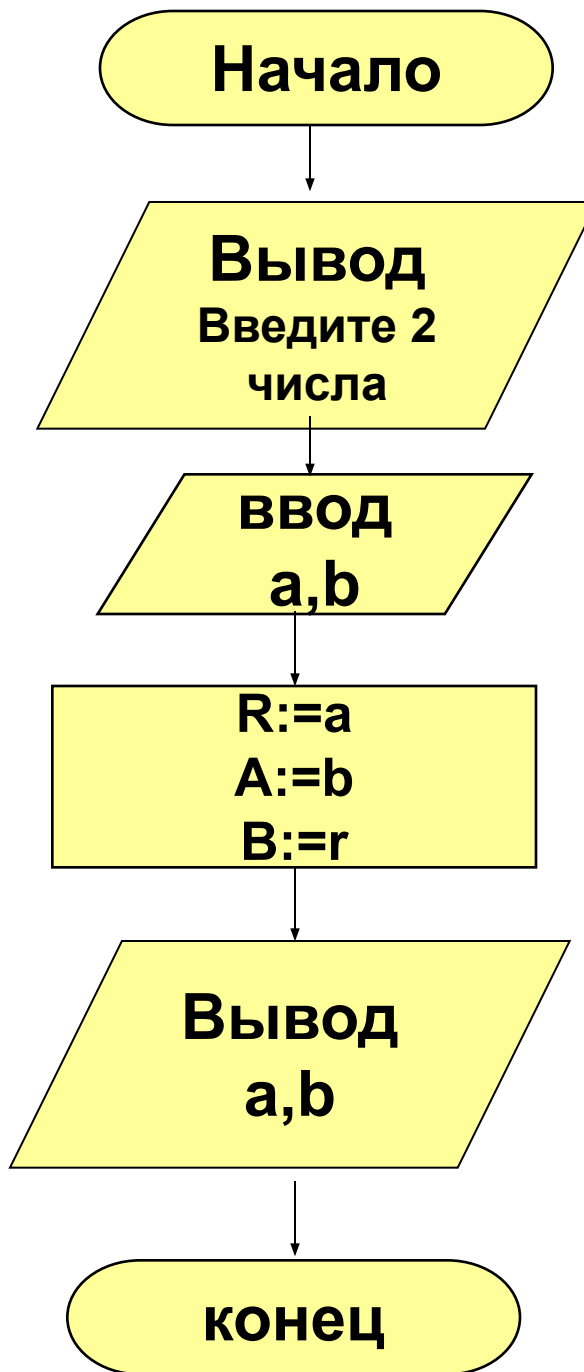 Начало
Вывод
Введите 2
числа
ввод
a,b
R:=a
A:=b
B:=r
Вывод
a,b
конец